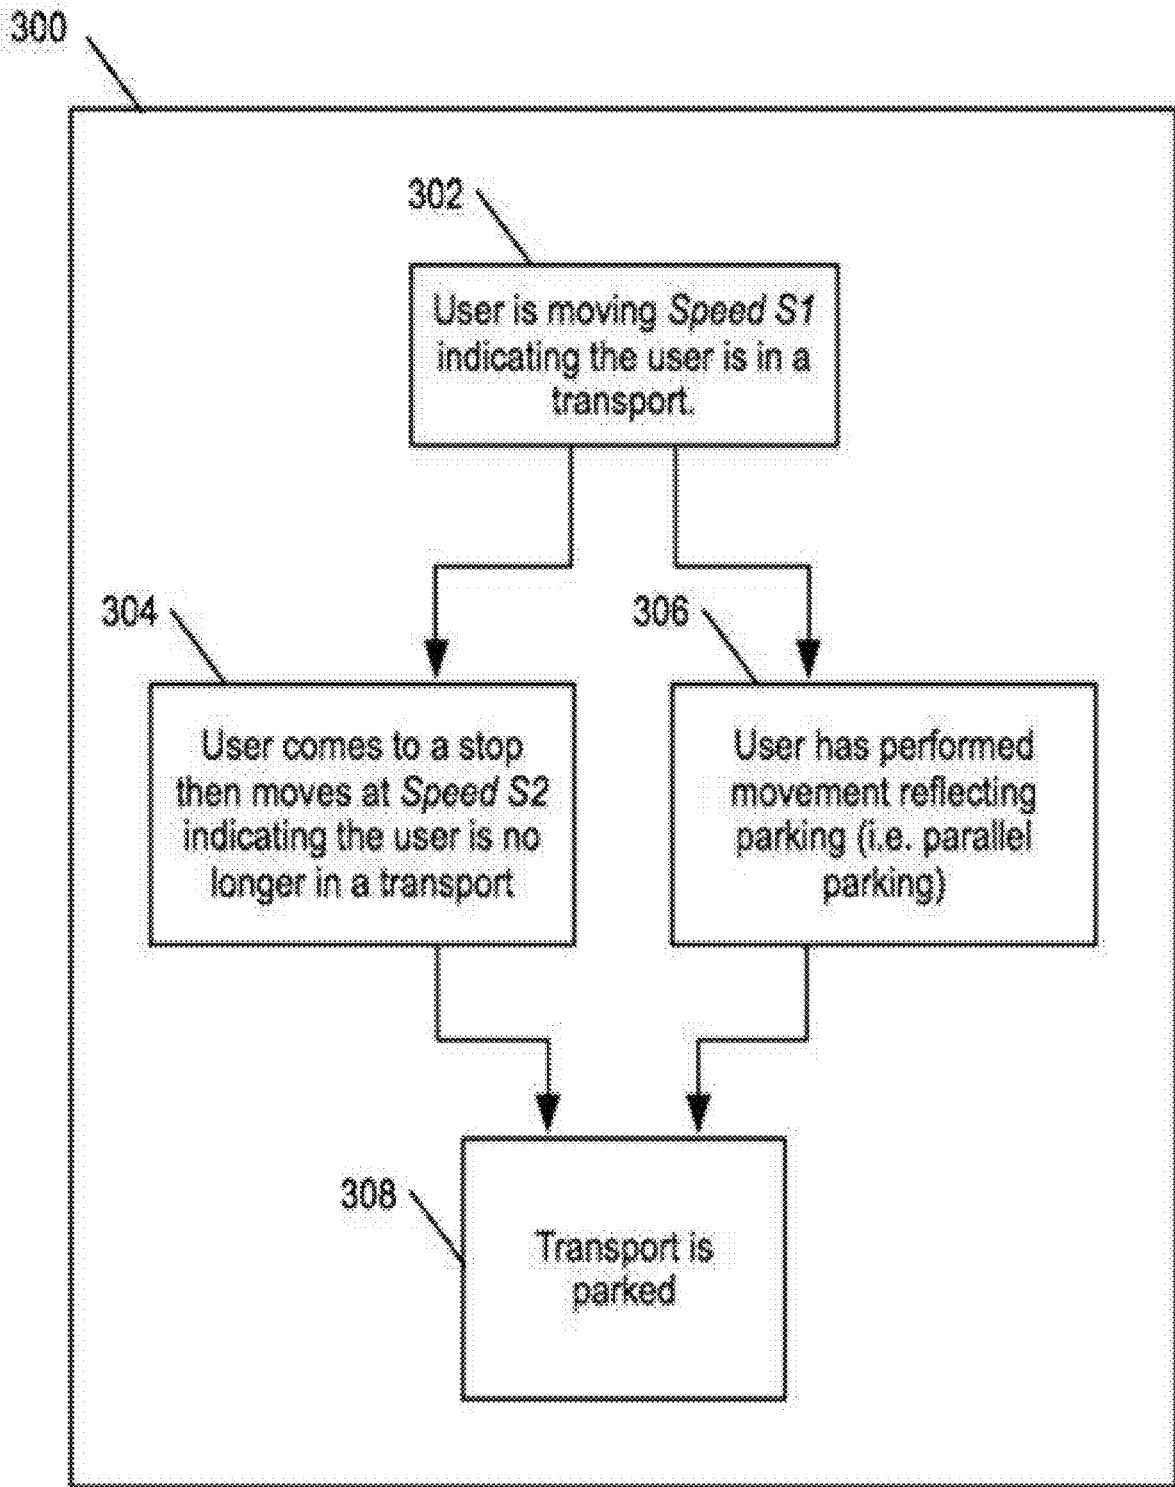 300
302
User is moving Speed S1
indicating the user is in a
transport.
304
User comes to a stop
then moves at Speed S2
indicating the user is no
longer in a transport
306
User has performed
movement reflecting
parking (i.e. parallel
parking)
308
Transport is
parked